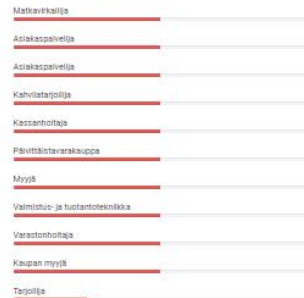 Matkavirkailija
Asiakaspalvelija
Asiakaspalvelija
Kahvilatarjoilija
Kassanhoitaja
Päivittäistavarakauppa
Myyjä
Valmistus- ja tuotantotekniikka
Varastonhoitaja
Kaupan myyjä
Tarjoilija